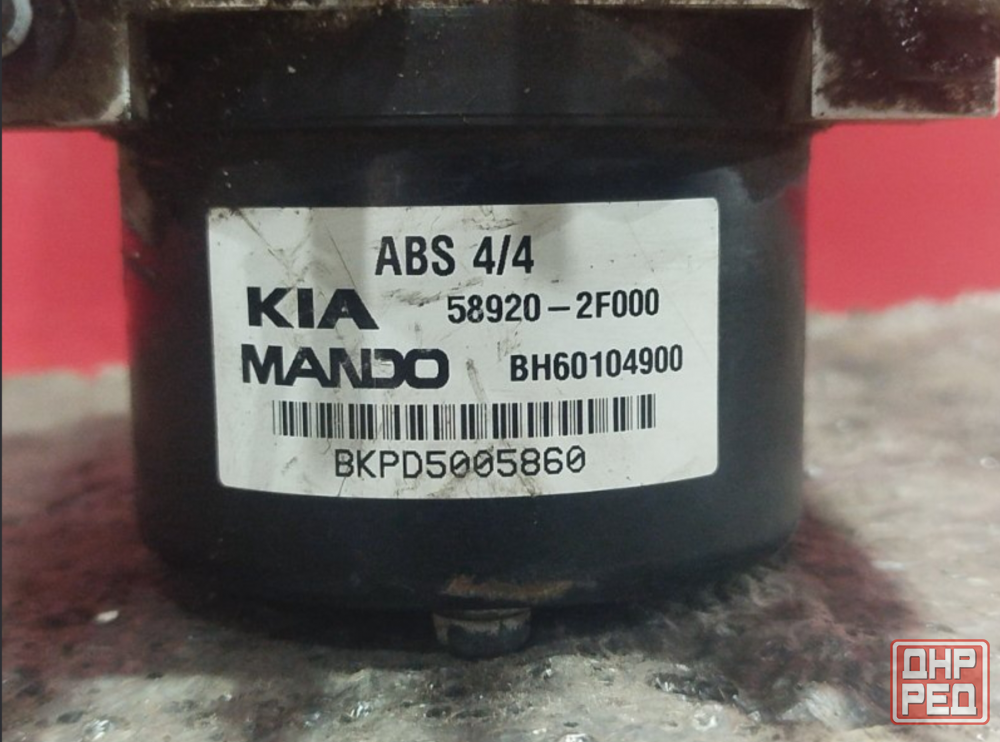 ABS 4/4
KIA 58920-2F000
MANDO BH60104900
BKPD5005860
ДНР
РЕД